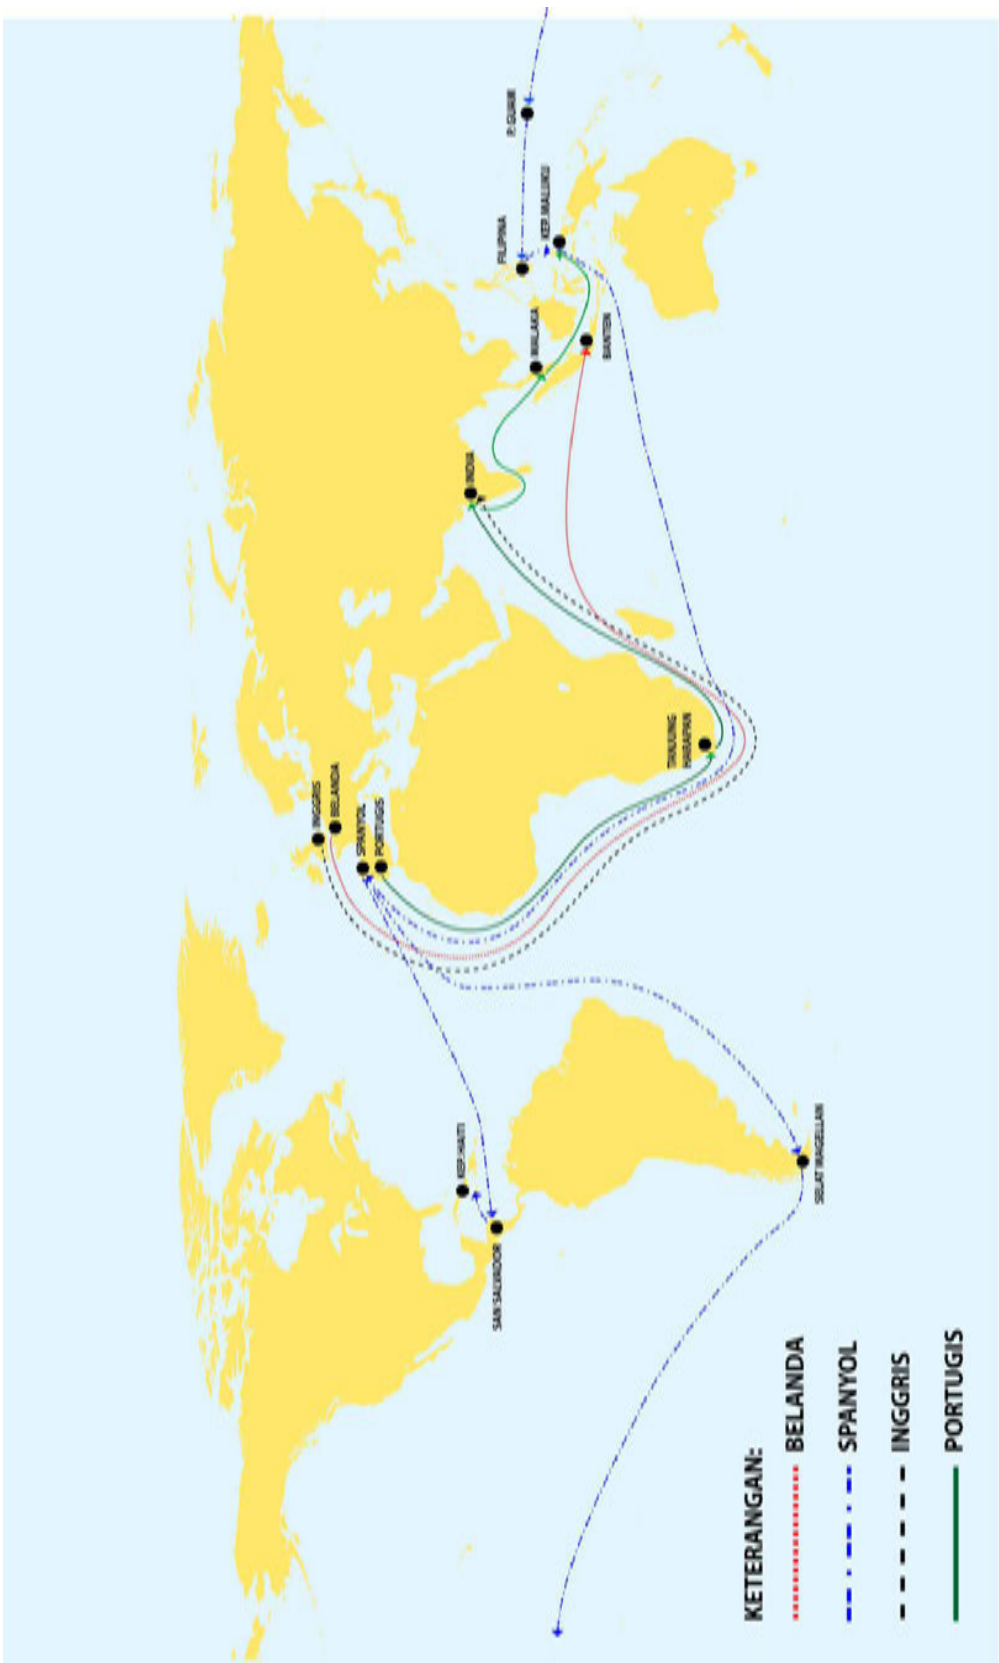 INGGRIS
BELANDA
SPANYOL
PORTUGIS
KEP.HAITI
SAN SALVADOR
SELAT MAGELLAN
TANJUNG
HARAPAN
INDIA
MALAKA
BANTEN
FILIPINA
KEP.MALUKU
P.GUAM
KETERANGAN:
BELANDA
SPANYOL
INGGRIS
PORTUGIS